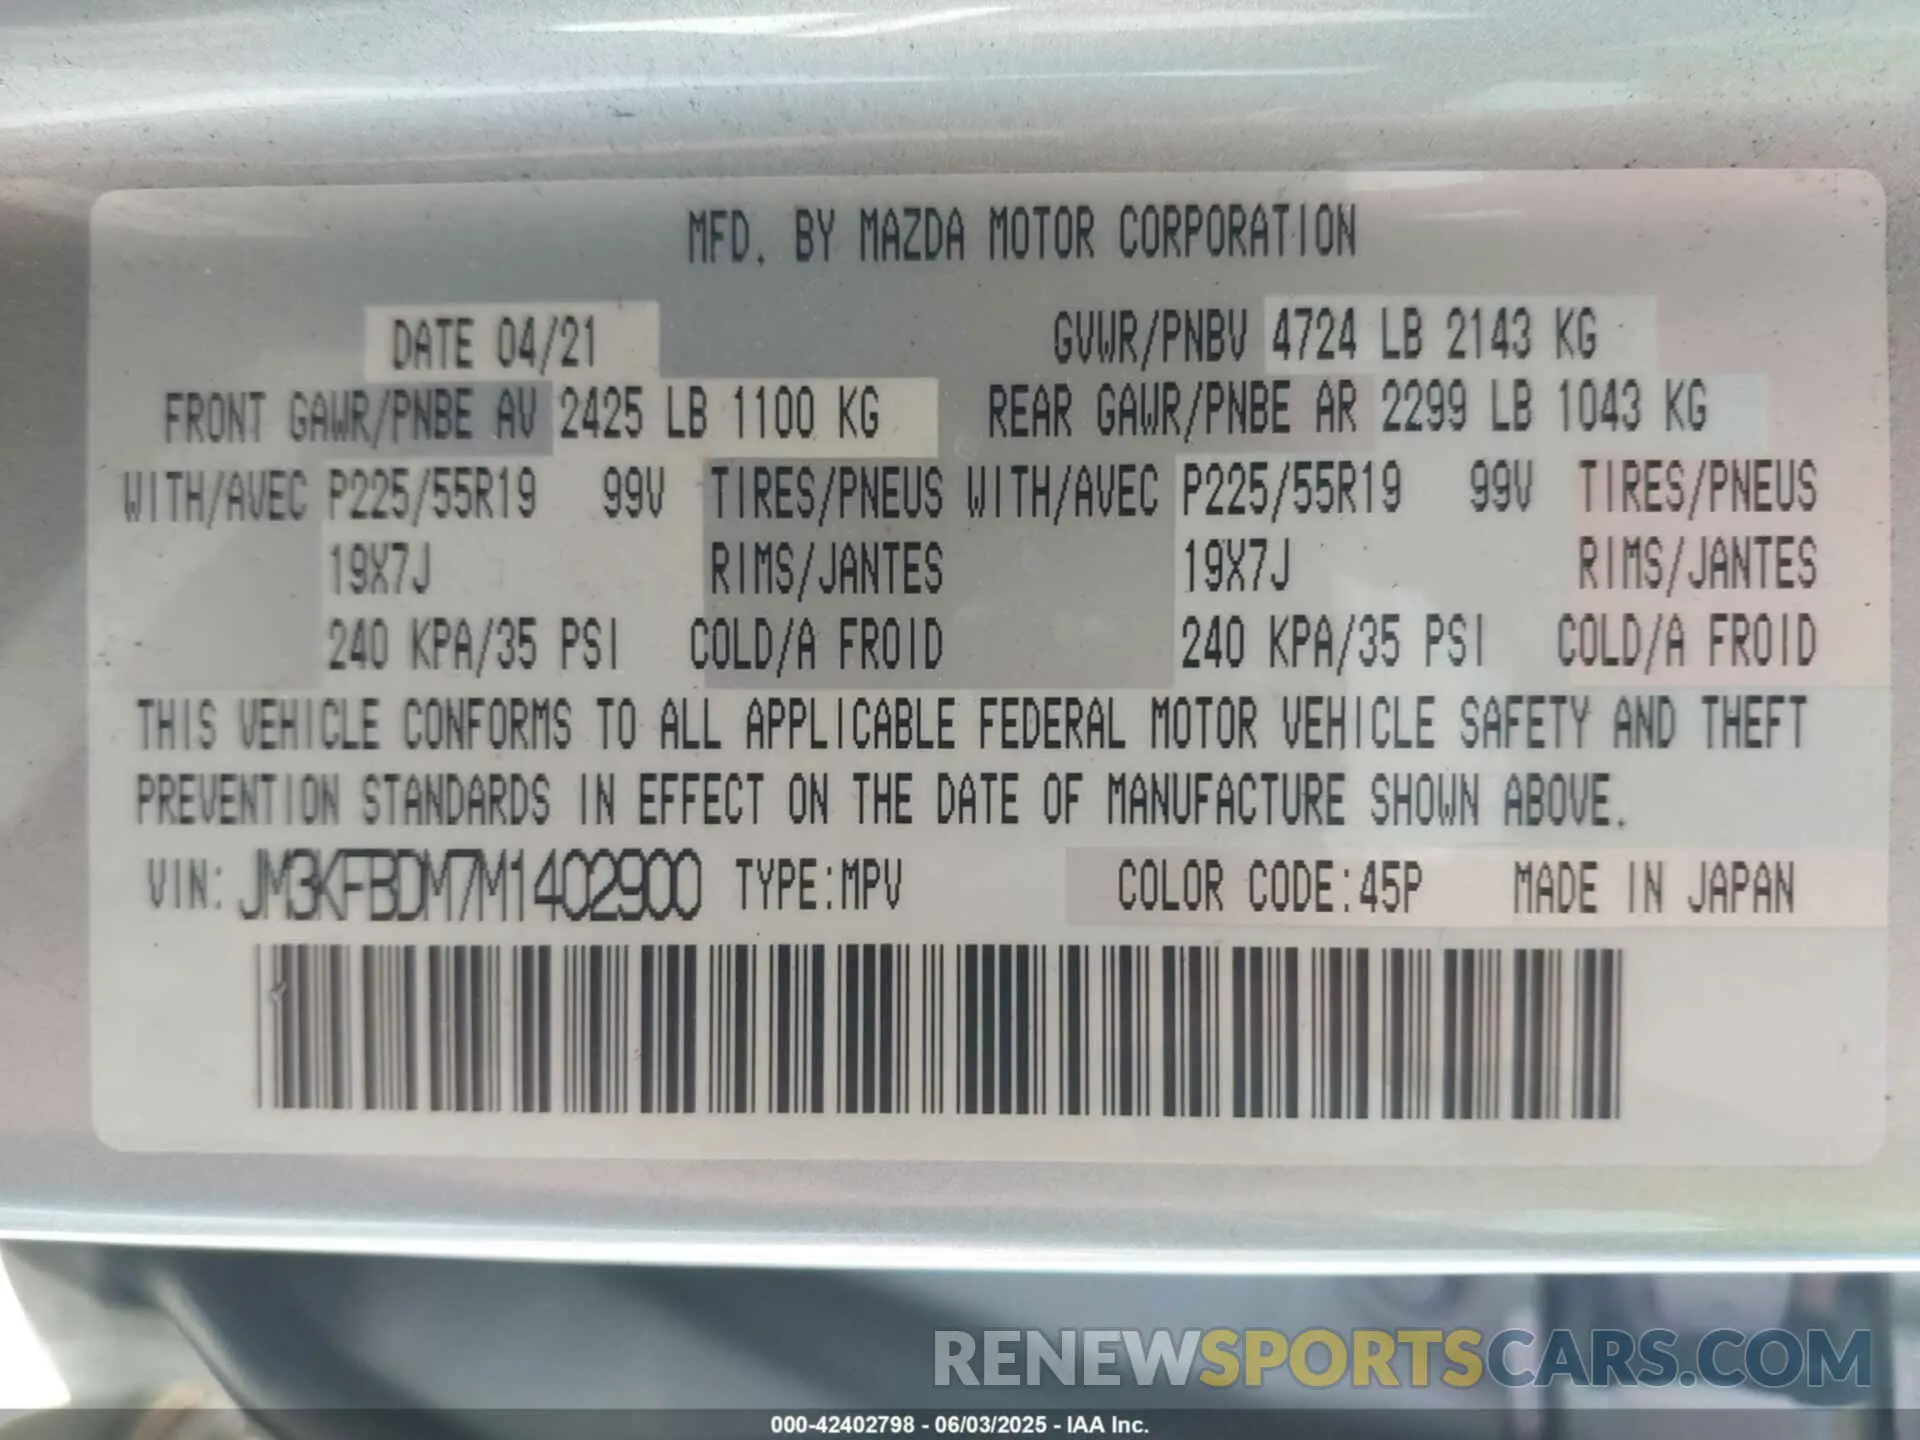 MFD. BY MAZDA MOTOR CORPORATION
DATE 04/21 GVWR/PNBV 4724 LB 2143 KG
FRONT GAWR/PNBE AV 2425 LB 1100 KG REAR GAWR/PNBE AR 2299 LB 1043 KG
WITH/AVEC P225/55R19 99V TIRES/PNEUS WITH/AVEC P225/55R19 99V TIRES/PNEUS
19X7J RIMS/JANTES 19X7J RIMS/JANTES
240 KPA/35 PSI COLD/A FROID 240 KPA/35 PSI COLD/A FROID
THIS VEHICLE CONFORMS TO ALL APPLICABLE FEDERAL MOTOR VEHICLE SAFETY AND THEFT
PREVENTION STANDARDS IN EFFECT ON THE DATE OF MANUFACTURE SHOWN ABOVE.
VIN: JM3KFBDM7M1402900 TYPE:MPV COLOR CODE:45P MADE IN JAPAN
RENEWSPORTSCARS.COM
000-42402798 - 06/03/2025 - IAA Inc.